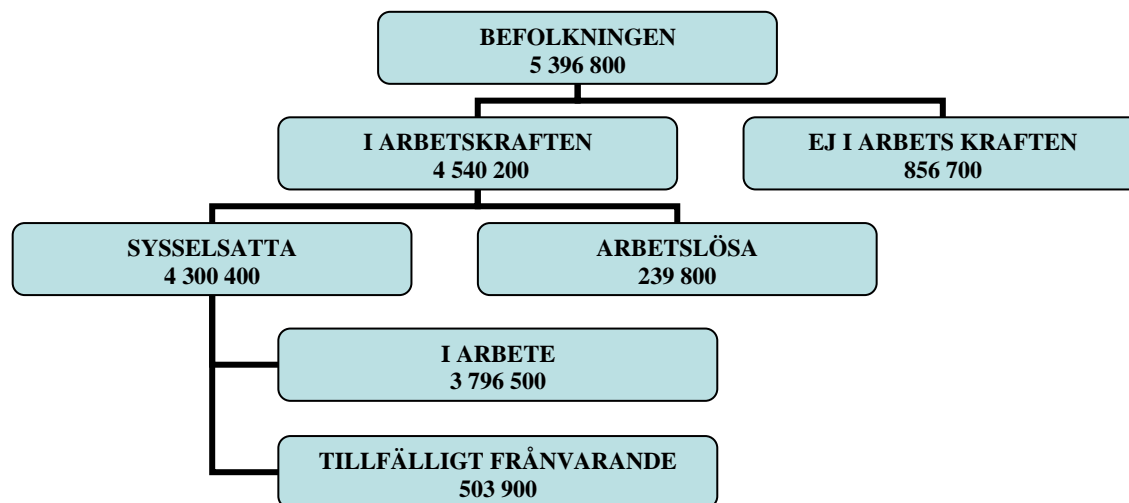 BEFOLKNINGEN
5 396 800
I ARBETSKRAFTEN
4 540 200
EJ I ARBETS KRAFTEN
856 700
SYSSELSATTA
4 300 400
ARBETSLÖSA
239 800
I ARBETE
3 796 500
TILLFÄLLIGT FRÅNVARANDE
503 900